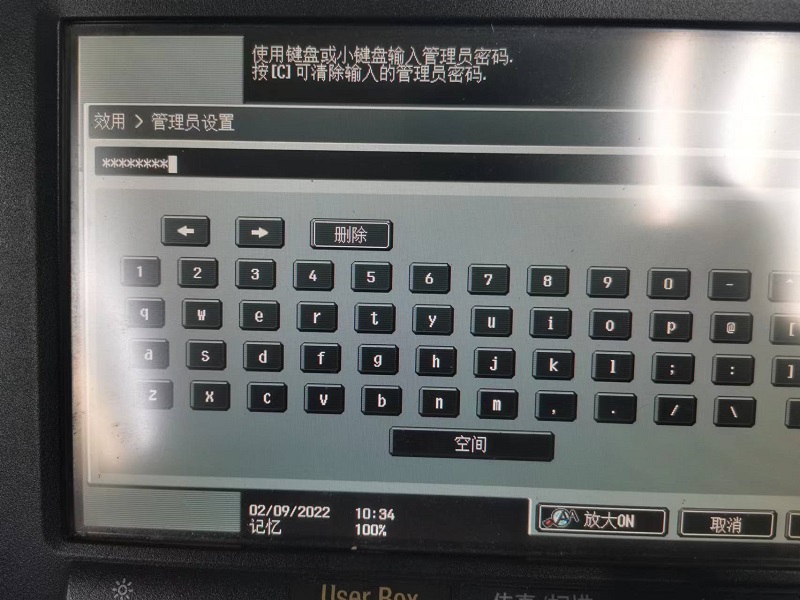 使用键盘或小键盘输入管理员密码.
按[C]可清除输入的管理员密码.
效用 > 管理员设置
********
← → 删除
1 2 3 4 5 6 7 8 9 0 - ^
q w e r t y u i o p @ [
a s d f g h j k l ; : ]
z x c v b n m , . / \
空间
02/09/2022 10:34
记忆 100%
放大ON 取消
User Box